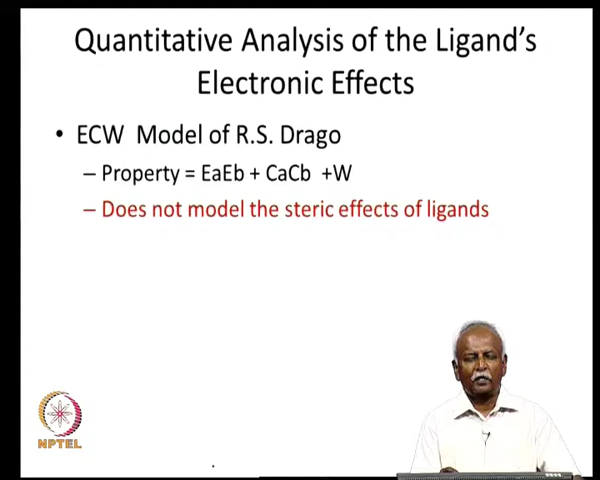 Quantitative Analysis of the Ligand's
Electronic Effects
• ECW Model of R.S. Drago
– Property = EaEb + CaCb +W
– Does not model the steric effects of ligands
NPTEL